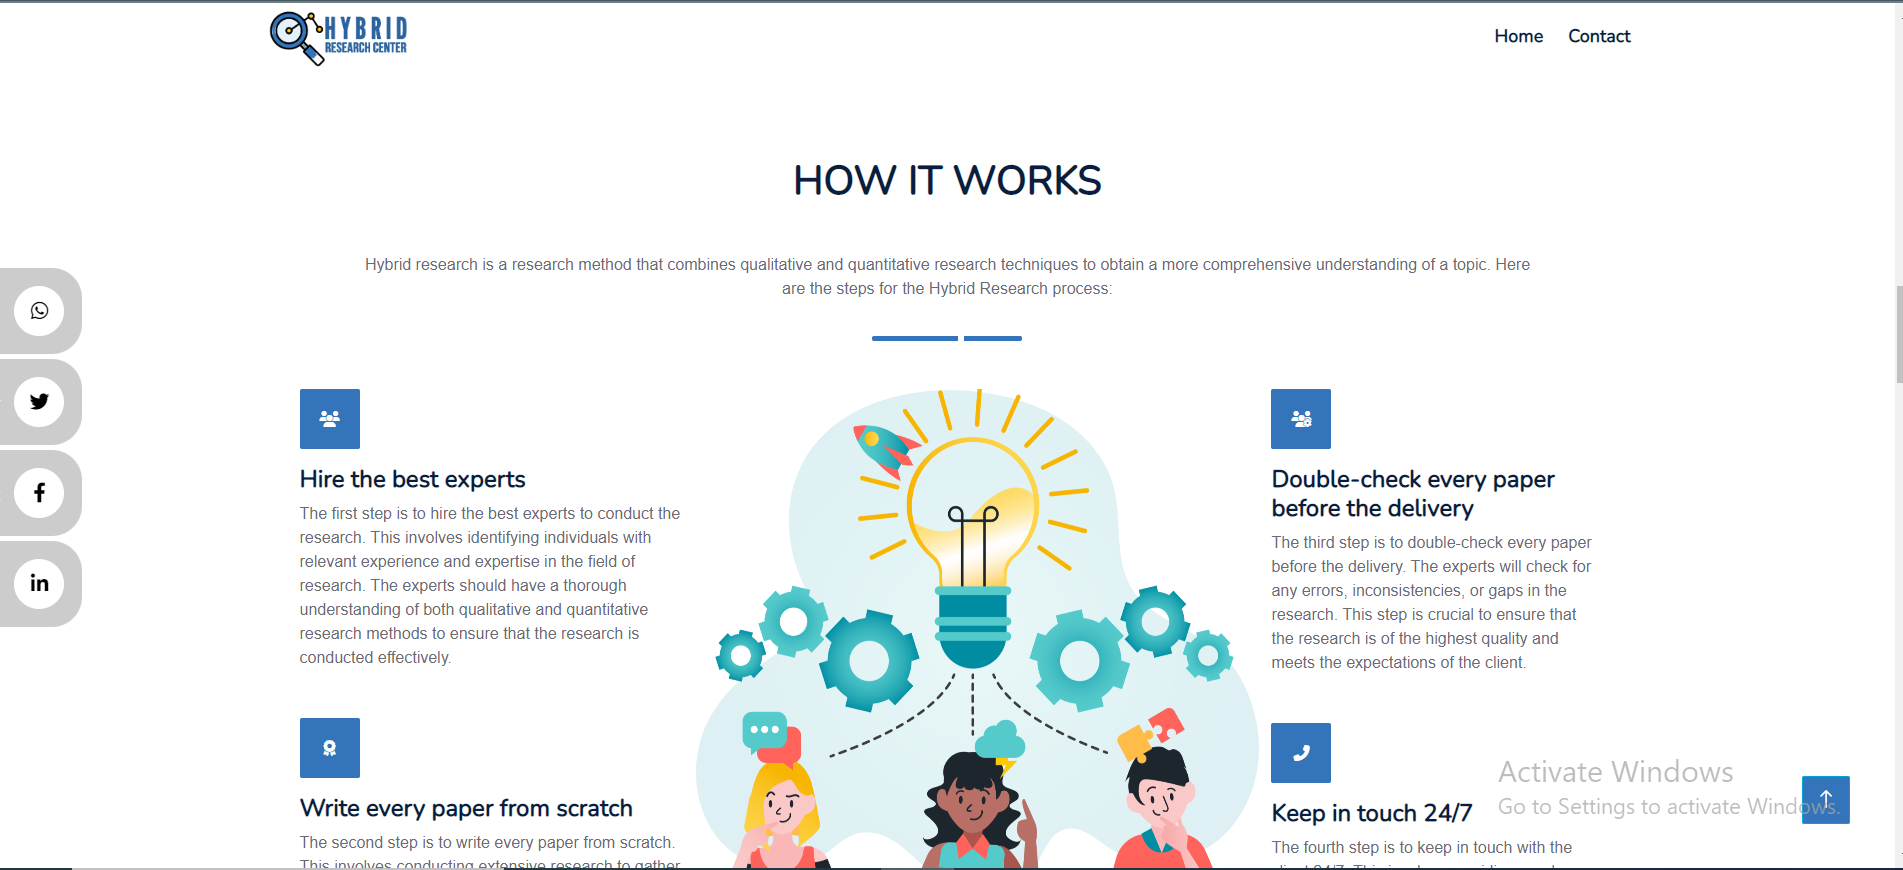 HYBRID
RESEARCH CENTER
Home
Contact
HOW IT WORKS
Hybrid research is a research method that combines qualitative and quantitative research techniques to obtain a more comprehensive understanding of a topic. Here
are the steps for the Hybrid Research process:
Hire the best experts
The first step is to hire the best experts to conduct the
research. This involves identifying individuals with
relevant experience and expertise in the field of
research. The experts should have a thorough
understanding of both qualitative and quantitative
research methods to ensure that the research is
conducted effectively.
Write every paper from scratch
The second step is to write every paper from scratch.
This involves conducting extensive research to gather
Double-check every paper
before the delivery
The third step is to double-check every paper
before the delivery. The experts will check for
any errors, inconsistencies, or gaps in the
research. This step is crucial to ensure that
the research is of the highest quality and
meets the expectations of the client.
Keep in touch 24/7
The fourth step is to keep in touch with the
Activate Windows
Go to Settings to activate Windows.